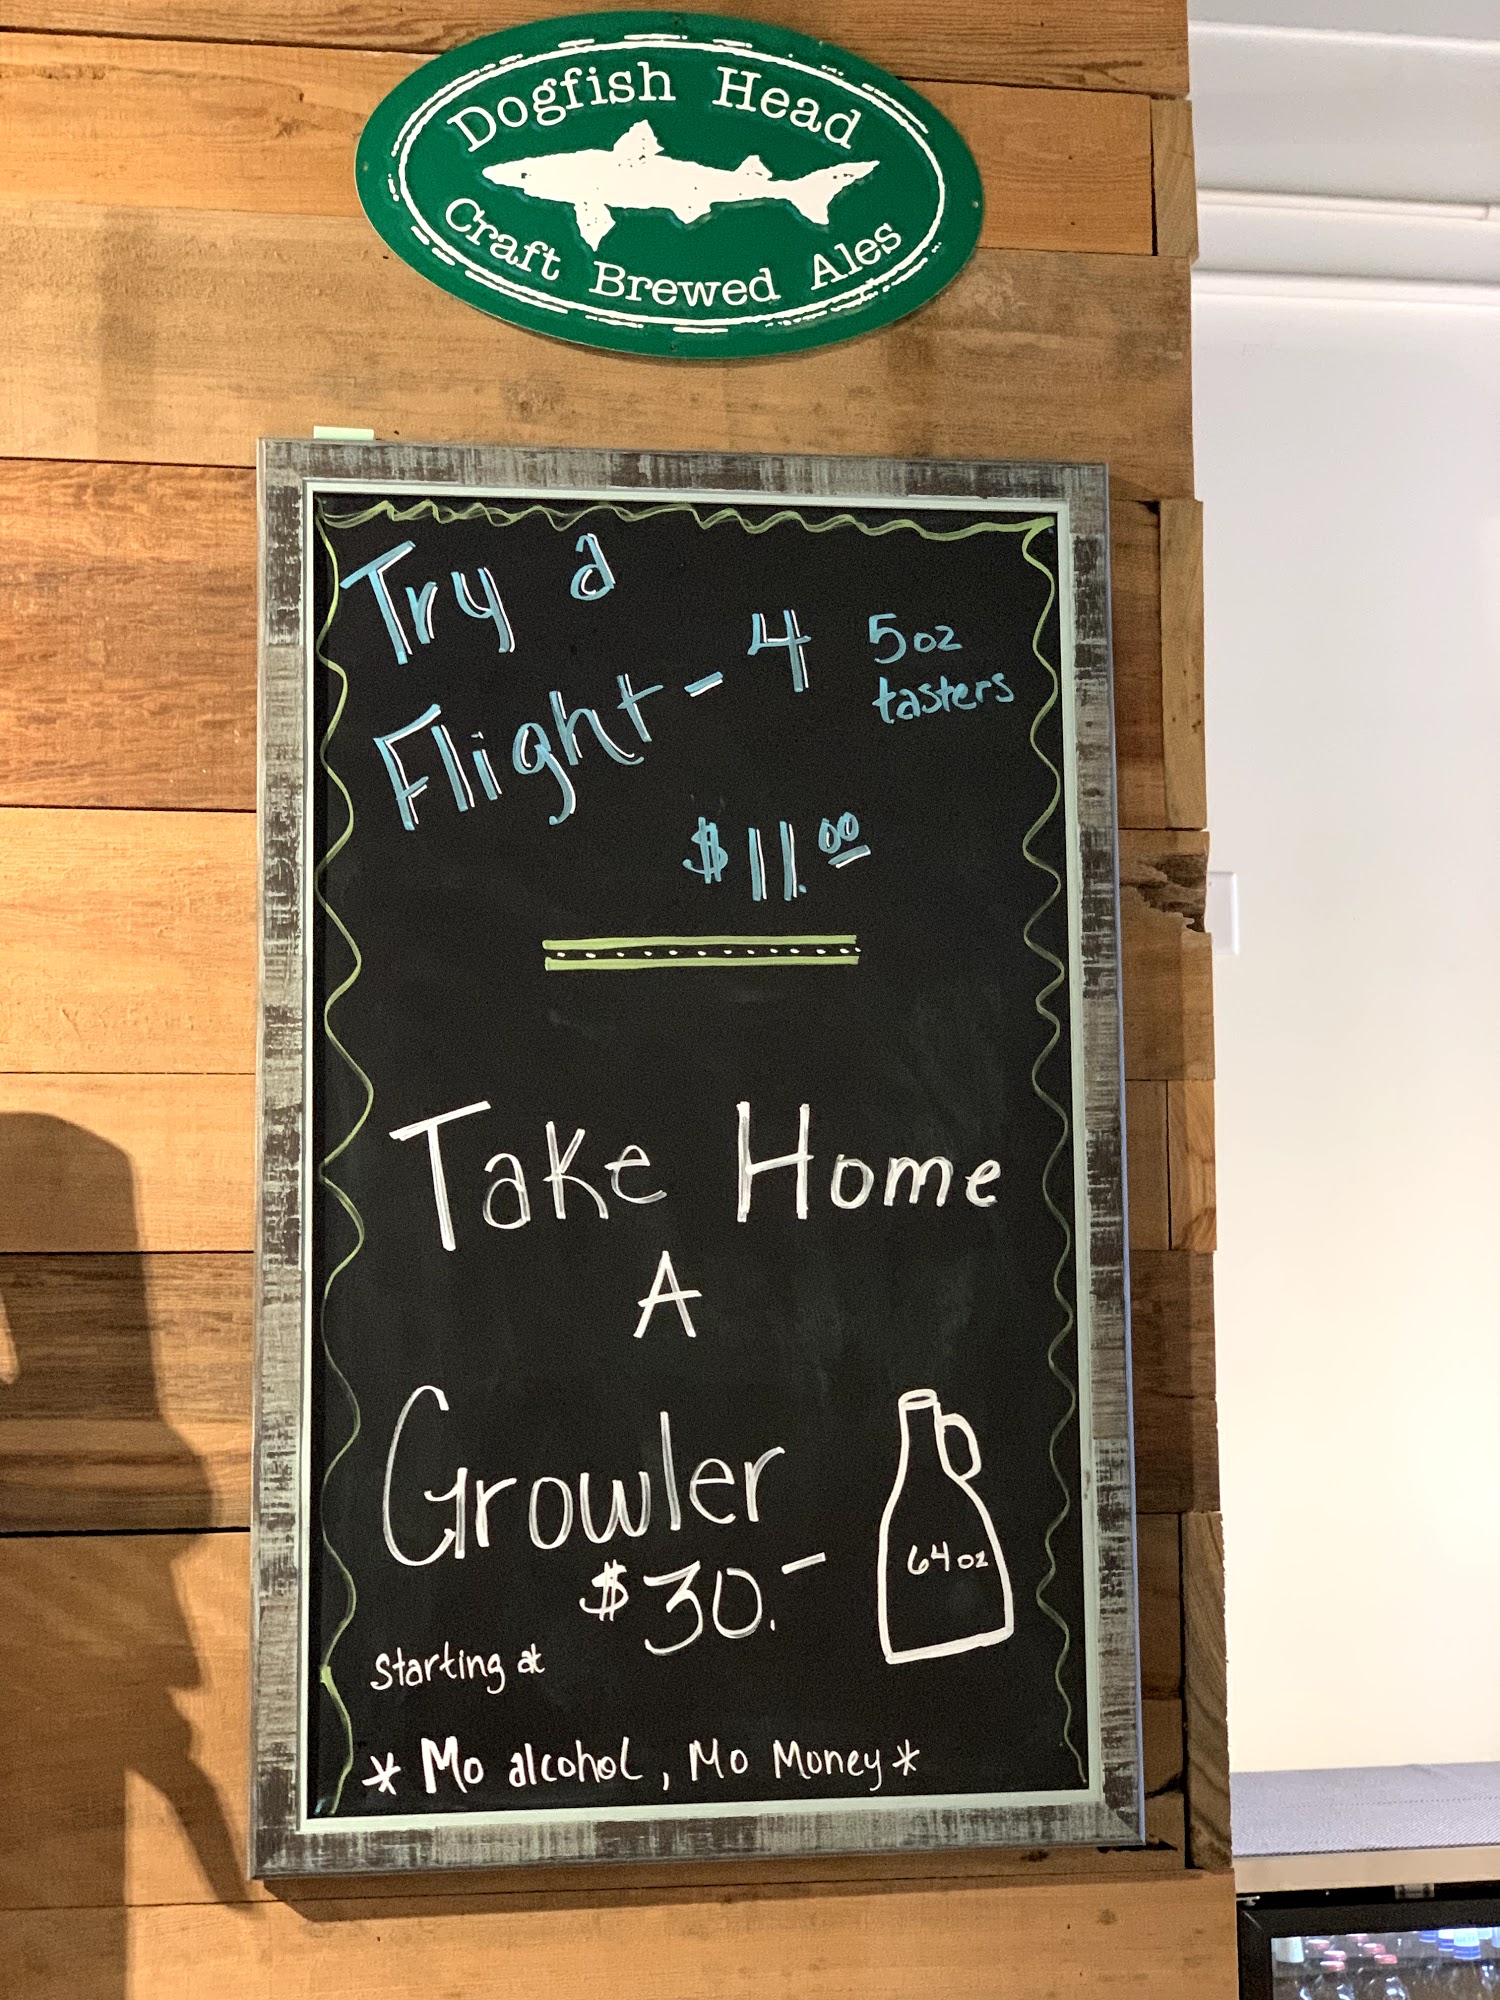 Dogfish Head
Craft Brewed Ales
Try a
Flight - 4 5oz
tasters
$11.00
Take Home
A
Growler
64oz
$30.-
Starting at
* Mo alcohol, Mo Money *